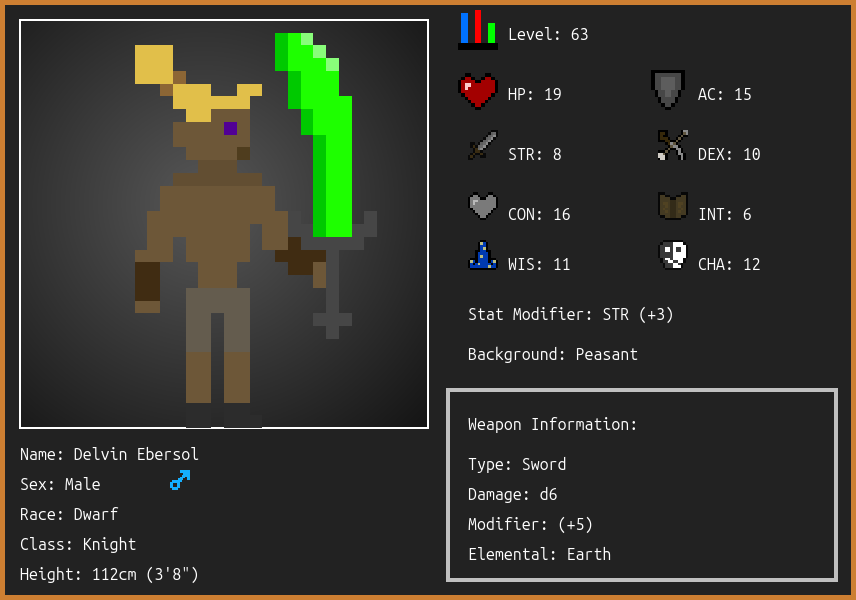 Level: 63
HP: 19
AC: 15
STR: 8
DEX: 10
CON: 16
INT: 6
WIS: 11
CHA: 12
Stat Modifier: STR (+3)
Background: Peasant
Weapon Information:
Type: Sword
Damage: d6
Modifier: (+5)
Elemental: Earth
Name: Delvin Ebersol
Sex: Male
Race: Dwarf
Class: Knight
Height: 112cm (3'8")